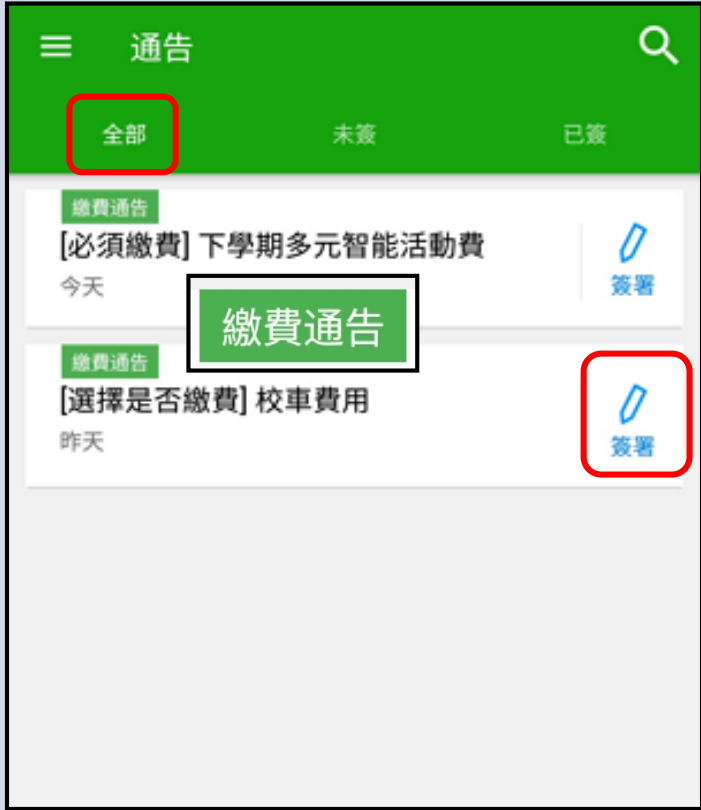 通告
全部
未簽
已簽
繳費通告
[必須繳費] 下學期多元智能活動費
今天
簽署
繳費通告
繳費通告
[選擇是否繳費] 校車費用
昨天
簽署